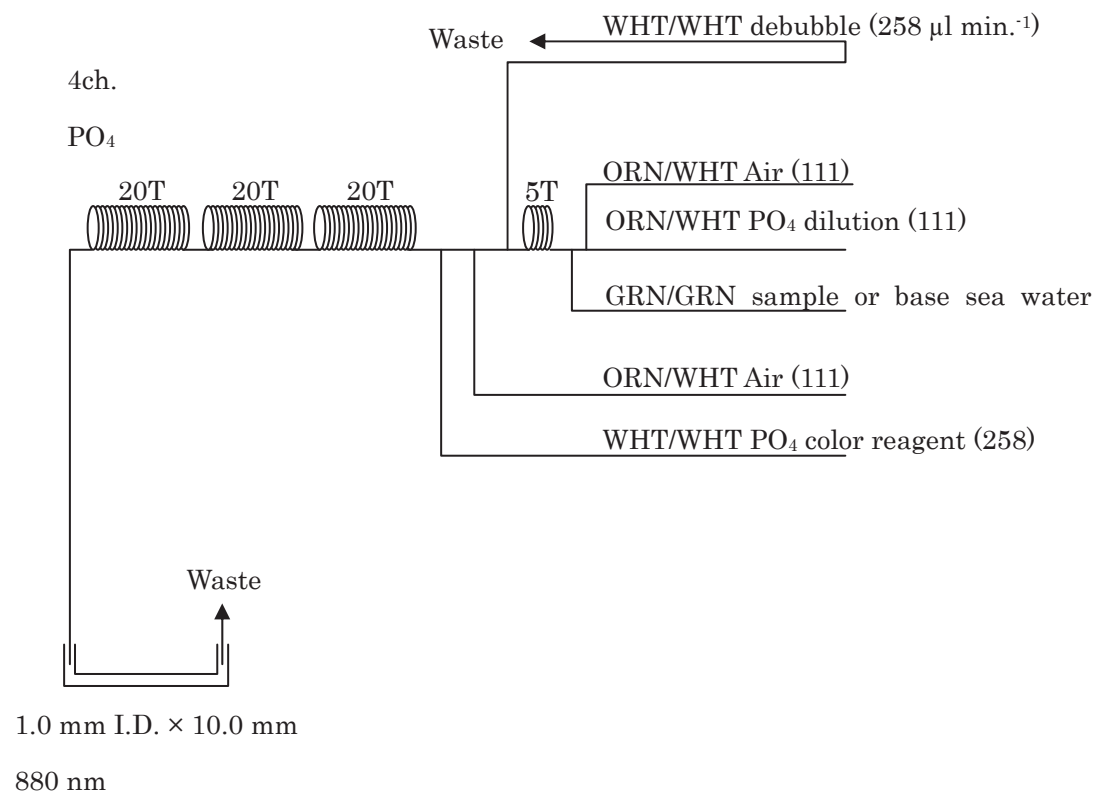 WHT/WHT debubble (258 µl min.⁻¹)
Waste
4ch.
PO₄
ORN/WHT Air (111)
20T 20T 20T 5T
ORN/WHT PO₄ dilution (111)
GRN/GRN sample or base sea water
ORN/WHT Air (111)
WHT/WHT PO₄ color reagent (258)
Waste
1.0 mm I.D. × 10.0 mm
880 nm